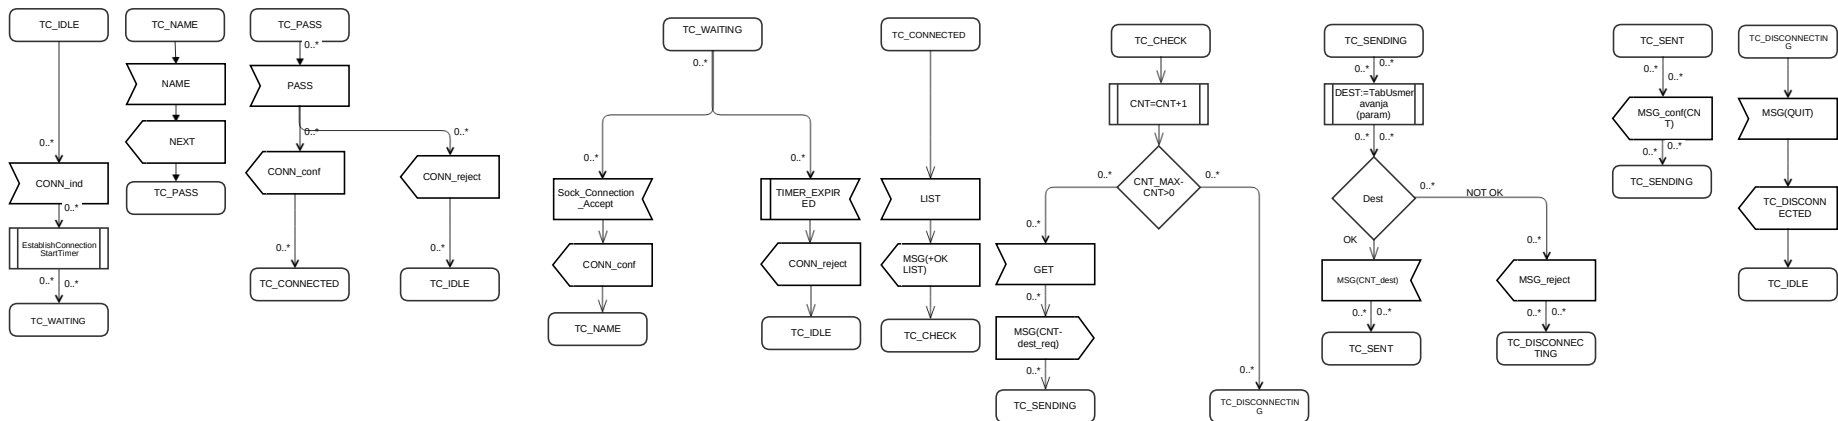 TC_IDLE
0..*
CONN_ind
0..*
EstablishConnection
StartTimer
0..*
0..*
TC_WAITING
TC_NAME
NAME
NEXT
TC_PASS
TC_PASS
0..*
PASS
0..*
0..*
CONN_conf
CONN_reject
0..*
0..*
TC_CONNECTED
TC_IDLE
TC_WAITING
0..*
0..*
0..*
Sock_Connection
_Accept
TIMER_EXPIR
ED
CONN_conf
CONN_reject
TC_NAME
TC_IDLE
TC_CONNECTED
LIST
MSG(+OK
LIST)
TC_CHECK
TC_CHECK
CNT=CNT+1
CNT_MAX-
CNT>0
0..*
0..*
0..*
GET
0..*
MSG(CNT-
dest_req)
0..*
0..*
TC_SENDING
TC_DISCONNECTIN
G
TC_SENDING
0..*
0..*
DEST:=TabUsmer
avanja
(param)
0..*
0..*
Dest
0..*
NOT OK
OK
0..*
MSG(CNT_dest)
MSG_reject
0..*
0..*
0..*
0..*
TC_SENT
TC_DISCONNEC
TING
TC_SENT
0..*
0..*
MSG_conf(CN
T)
0..*
0..*
TC_SENDING
TC_DISCONNECTIN
G
MSG(QUIT)
TC_DISCONN
ECTED
TC_IDLE